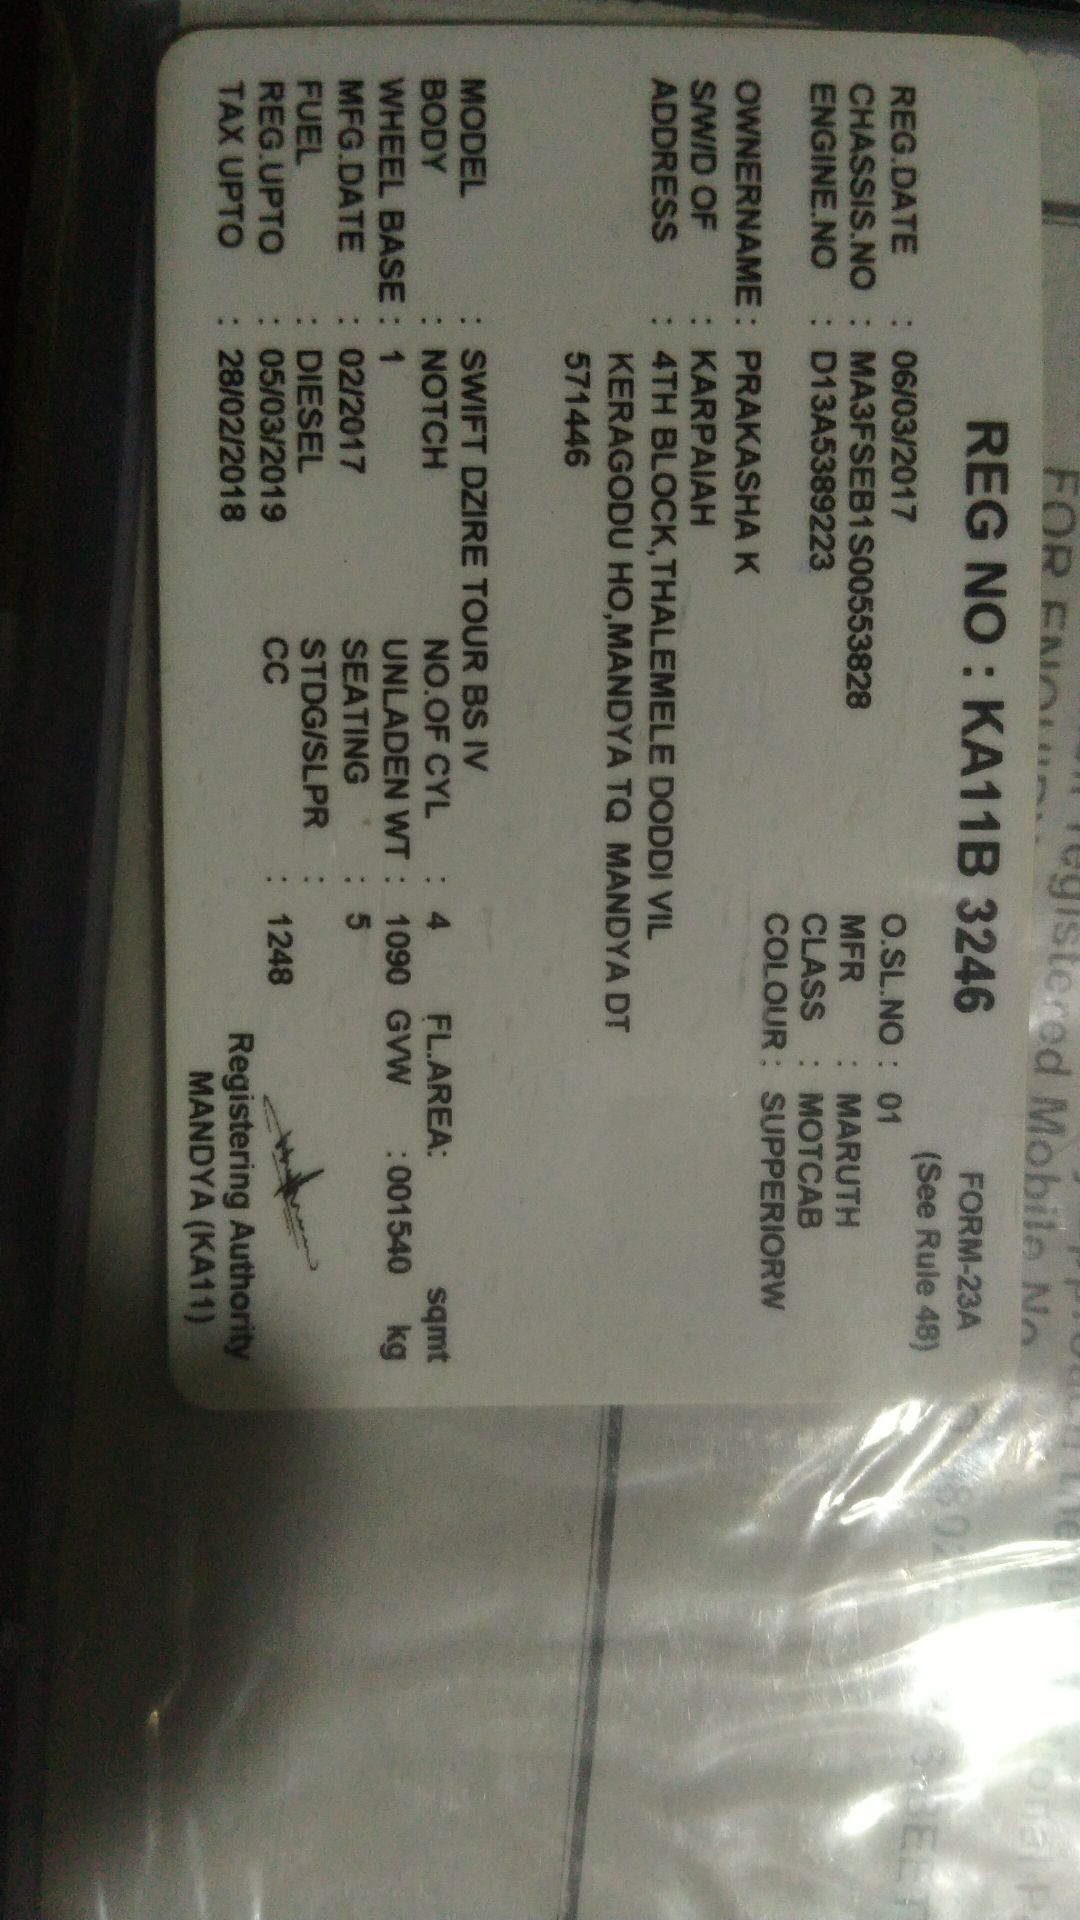 REG NO : KA11B 3246
FORM-23A
(See Rule 48)
REG.DATE : 06/03/2017 O.SL.NO : 01
CHASSIS.NO : MA3FSEB1S00553828 MFR : MARUTH
ENGINE.NO : D13A5389223 CLASS : MOTCAB
COLOUR : SUPPERIORW
OWNERNAME : PRAKASHA K
S/W/D OF : KARPAIAH
ADDRESS : 4TH BLOCK,THALEMELE DODDI VIL
KERAGODU HO,MANDYA TQ MANDYA DT
571446
MODEL : SWIFT DZIRE TOUR BS IV
BODY : NOTCH NO.OF CYL : 4 FL.AREA: sqmt
WHEEL BASE : 1 UNLADEN WT : 1090 GVW : 001540 kg
MFG.DATE : 02/2017 SEATING : 5
FUEL : DIESEL STDG/SLPR :
REG.UPTO : 05/03/2019 CC : 1248
TAX UPTO : 28/02/2018
Registering Authority
MANDYA (KA11)
registered Mobile No